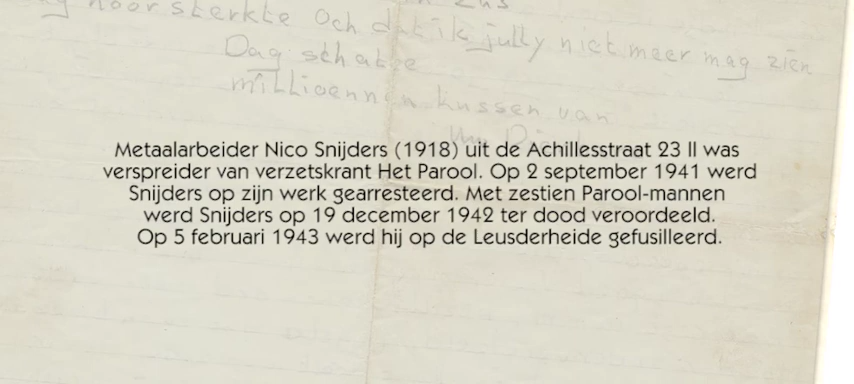 hoor sterkte Och dat ik jully niet meer mag zien
Dag schatje
millioennen kussen van
Metaalarbeider Nico Snijders (1918) uit de Achillesstraat 23 II was
verspreider van verzetskrant Het Parool. Op 2 september 1941 werd
Snijders op zijn werk gearresteerd. Met zestien Parool-mannen
werd Snijders op 19 december 1942 ter dood veroordeeld.
Op 5 februari 1943 werd hij op de Leusderheide gefusilleerd.